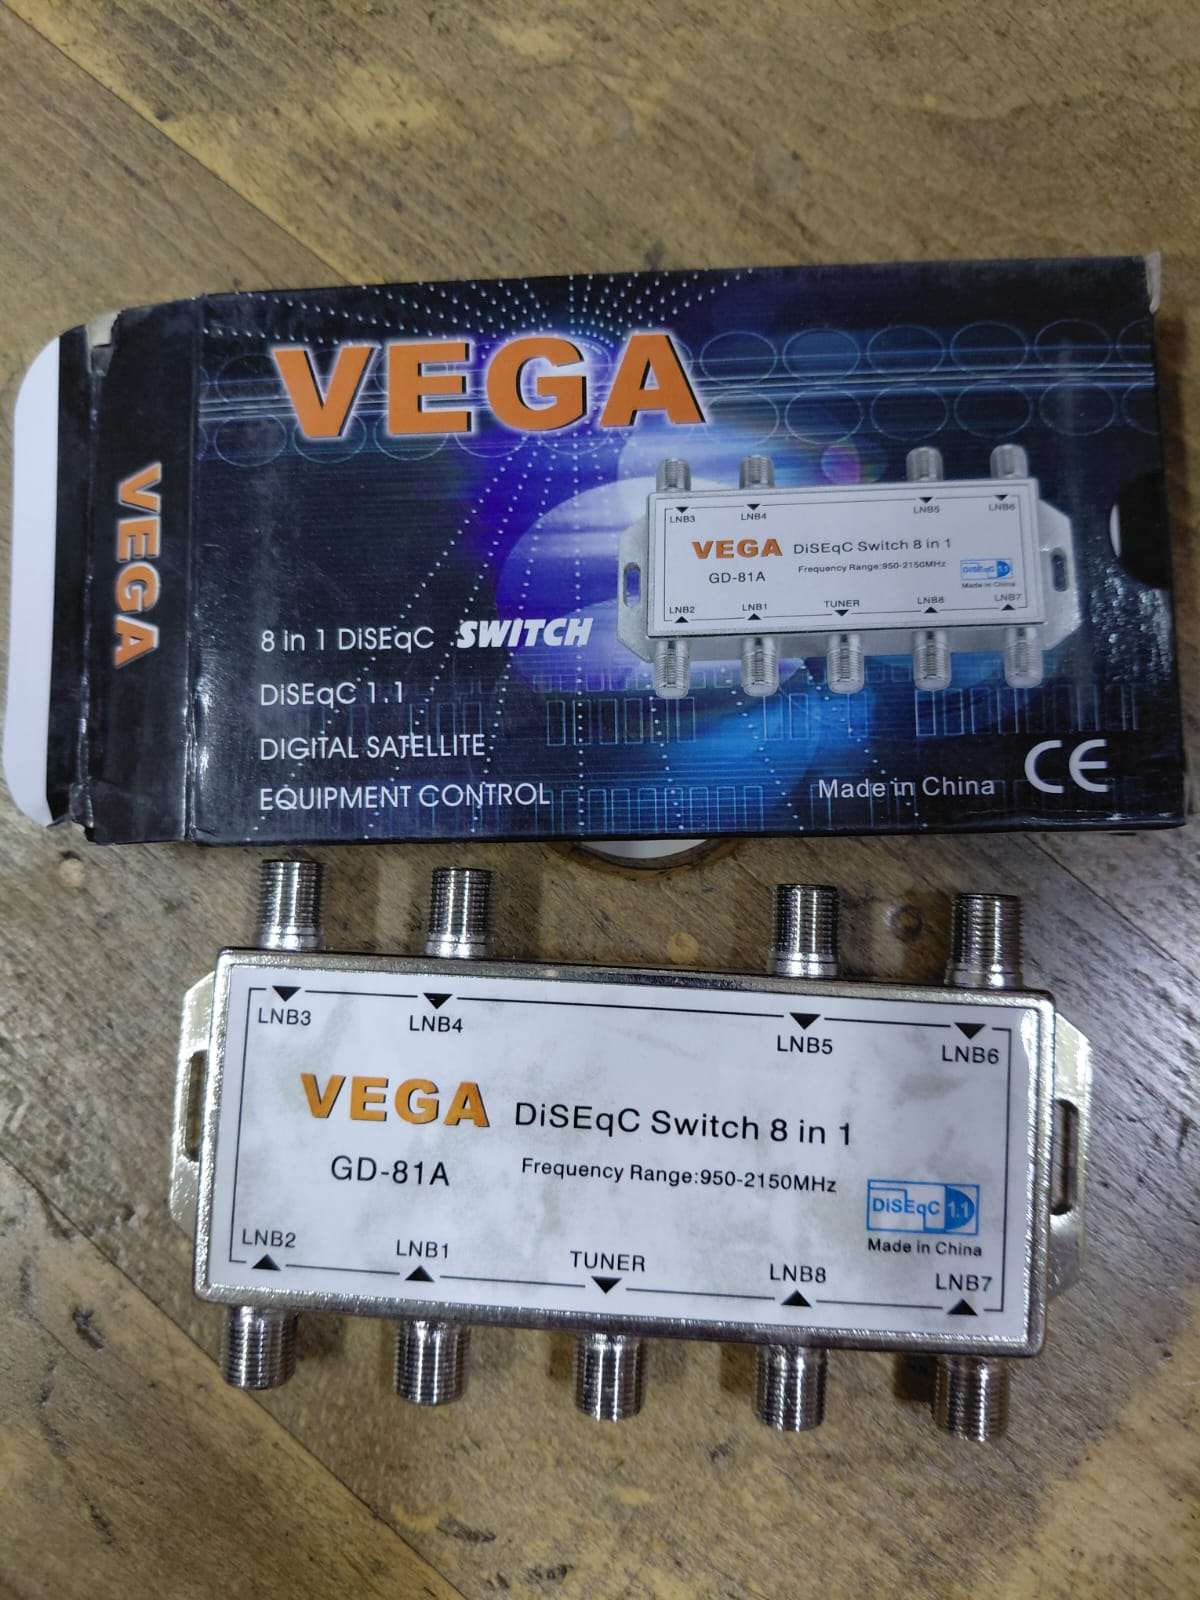 VEGA
VEGA
LNB3 LNB4 LNB5 LNB6
VEGA DiSEqC Switch 8 in 1
GD-81A Frequency Range:950-2150MHz
DiSEqC 1.1
Made in China
LNB2 LNB1 TUNER LNB8 LNB7
8 in 1 DiSEqC SWITCH
DiSEqC 1.1
DIGITAL SATELLITE
EQUIPMENT CONTROL
Made in China CE
LNB3 LNB4 LNB5 LNB6
VEGA DiSEqC Switch 8 in 1
GD-81A Frequency Range:950-2150MHz
DiSEqC 1.1
Made in China
LNB2 LNB1 TUNER LNB8 LNB7